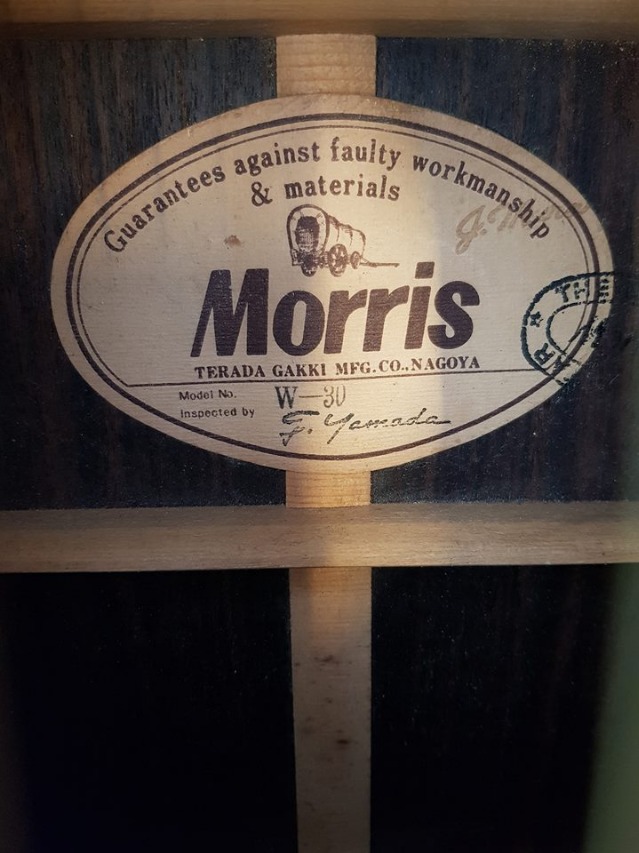 Guarantees against faulty workmanship
& materials
Morris
TERADA GAKKI MFG.CO.,NAGOYA
Model No. W-30
Inspected by F. Yamada